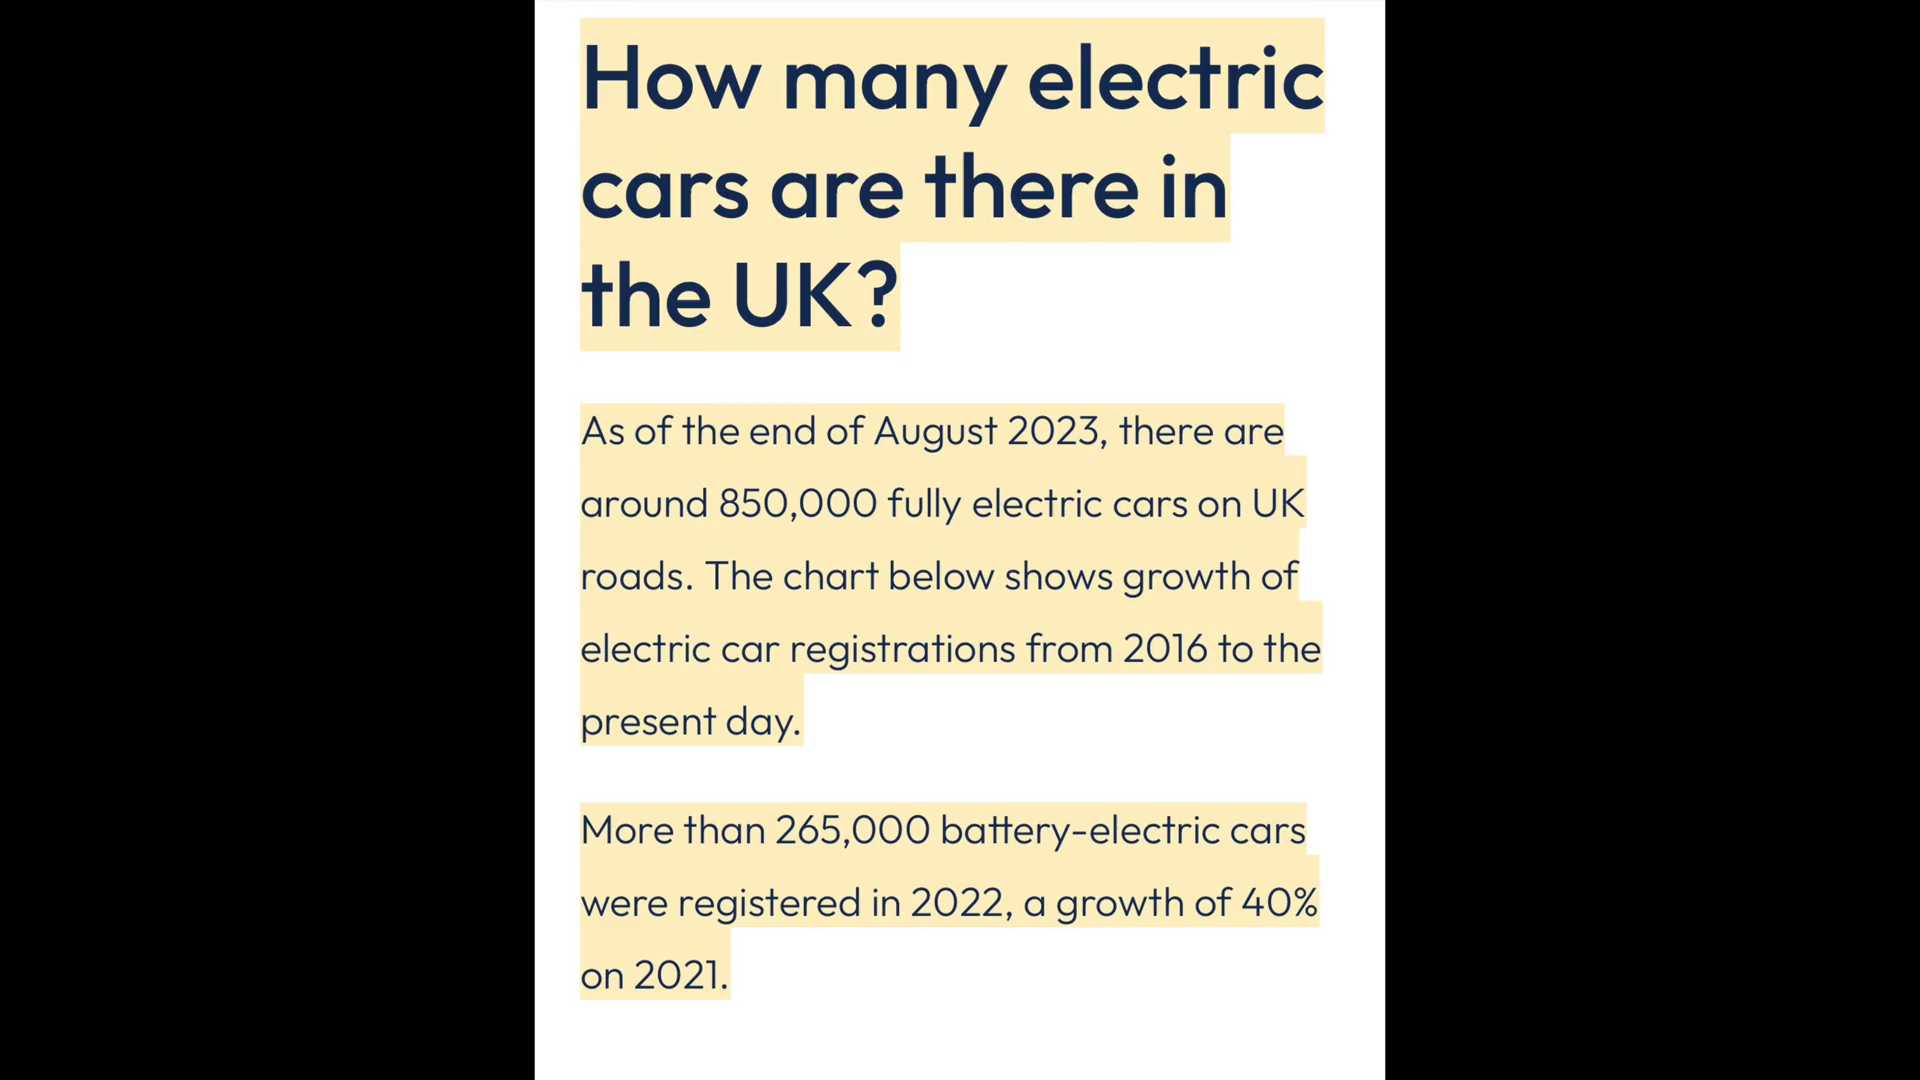 How many electric
cars are there in
the UK?
As of the end of August 2023, there are
around 850,000 fully electric cars on UK
roads. The chart below shows growth of
electric car registrations from 2016 to the
present day.
More than 265,000 battery-electric cars
were registered in 2022, a growth of 40%
on 2021.